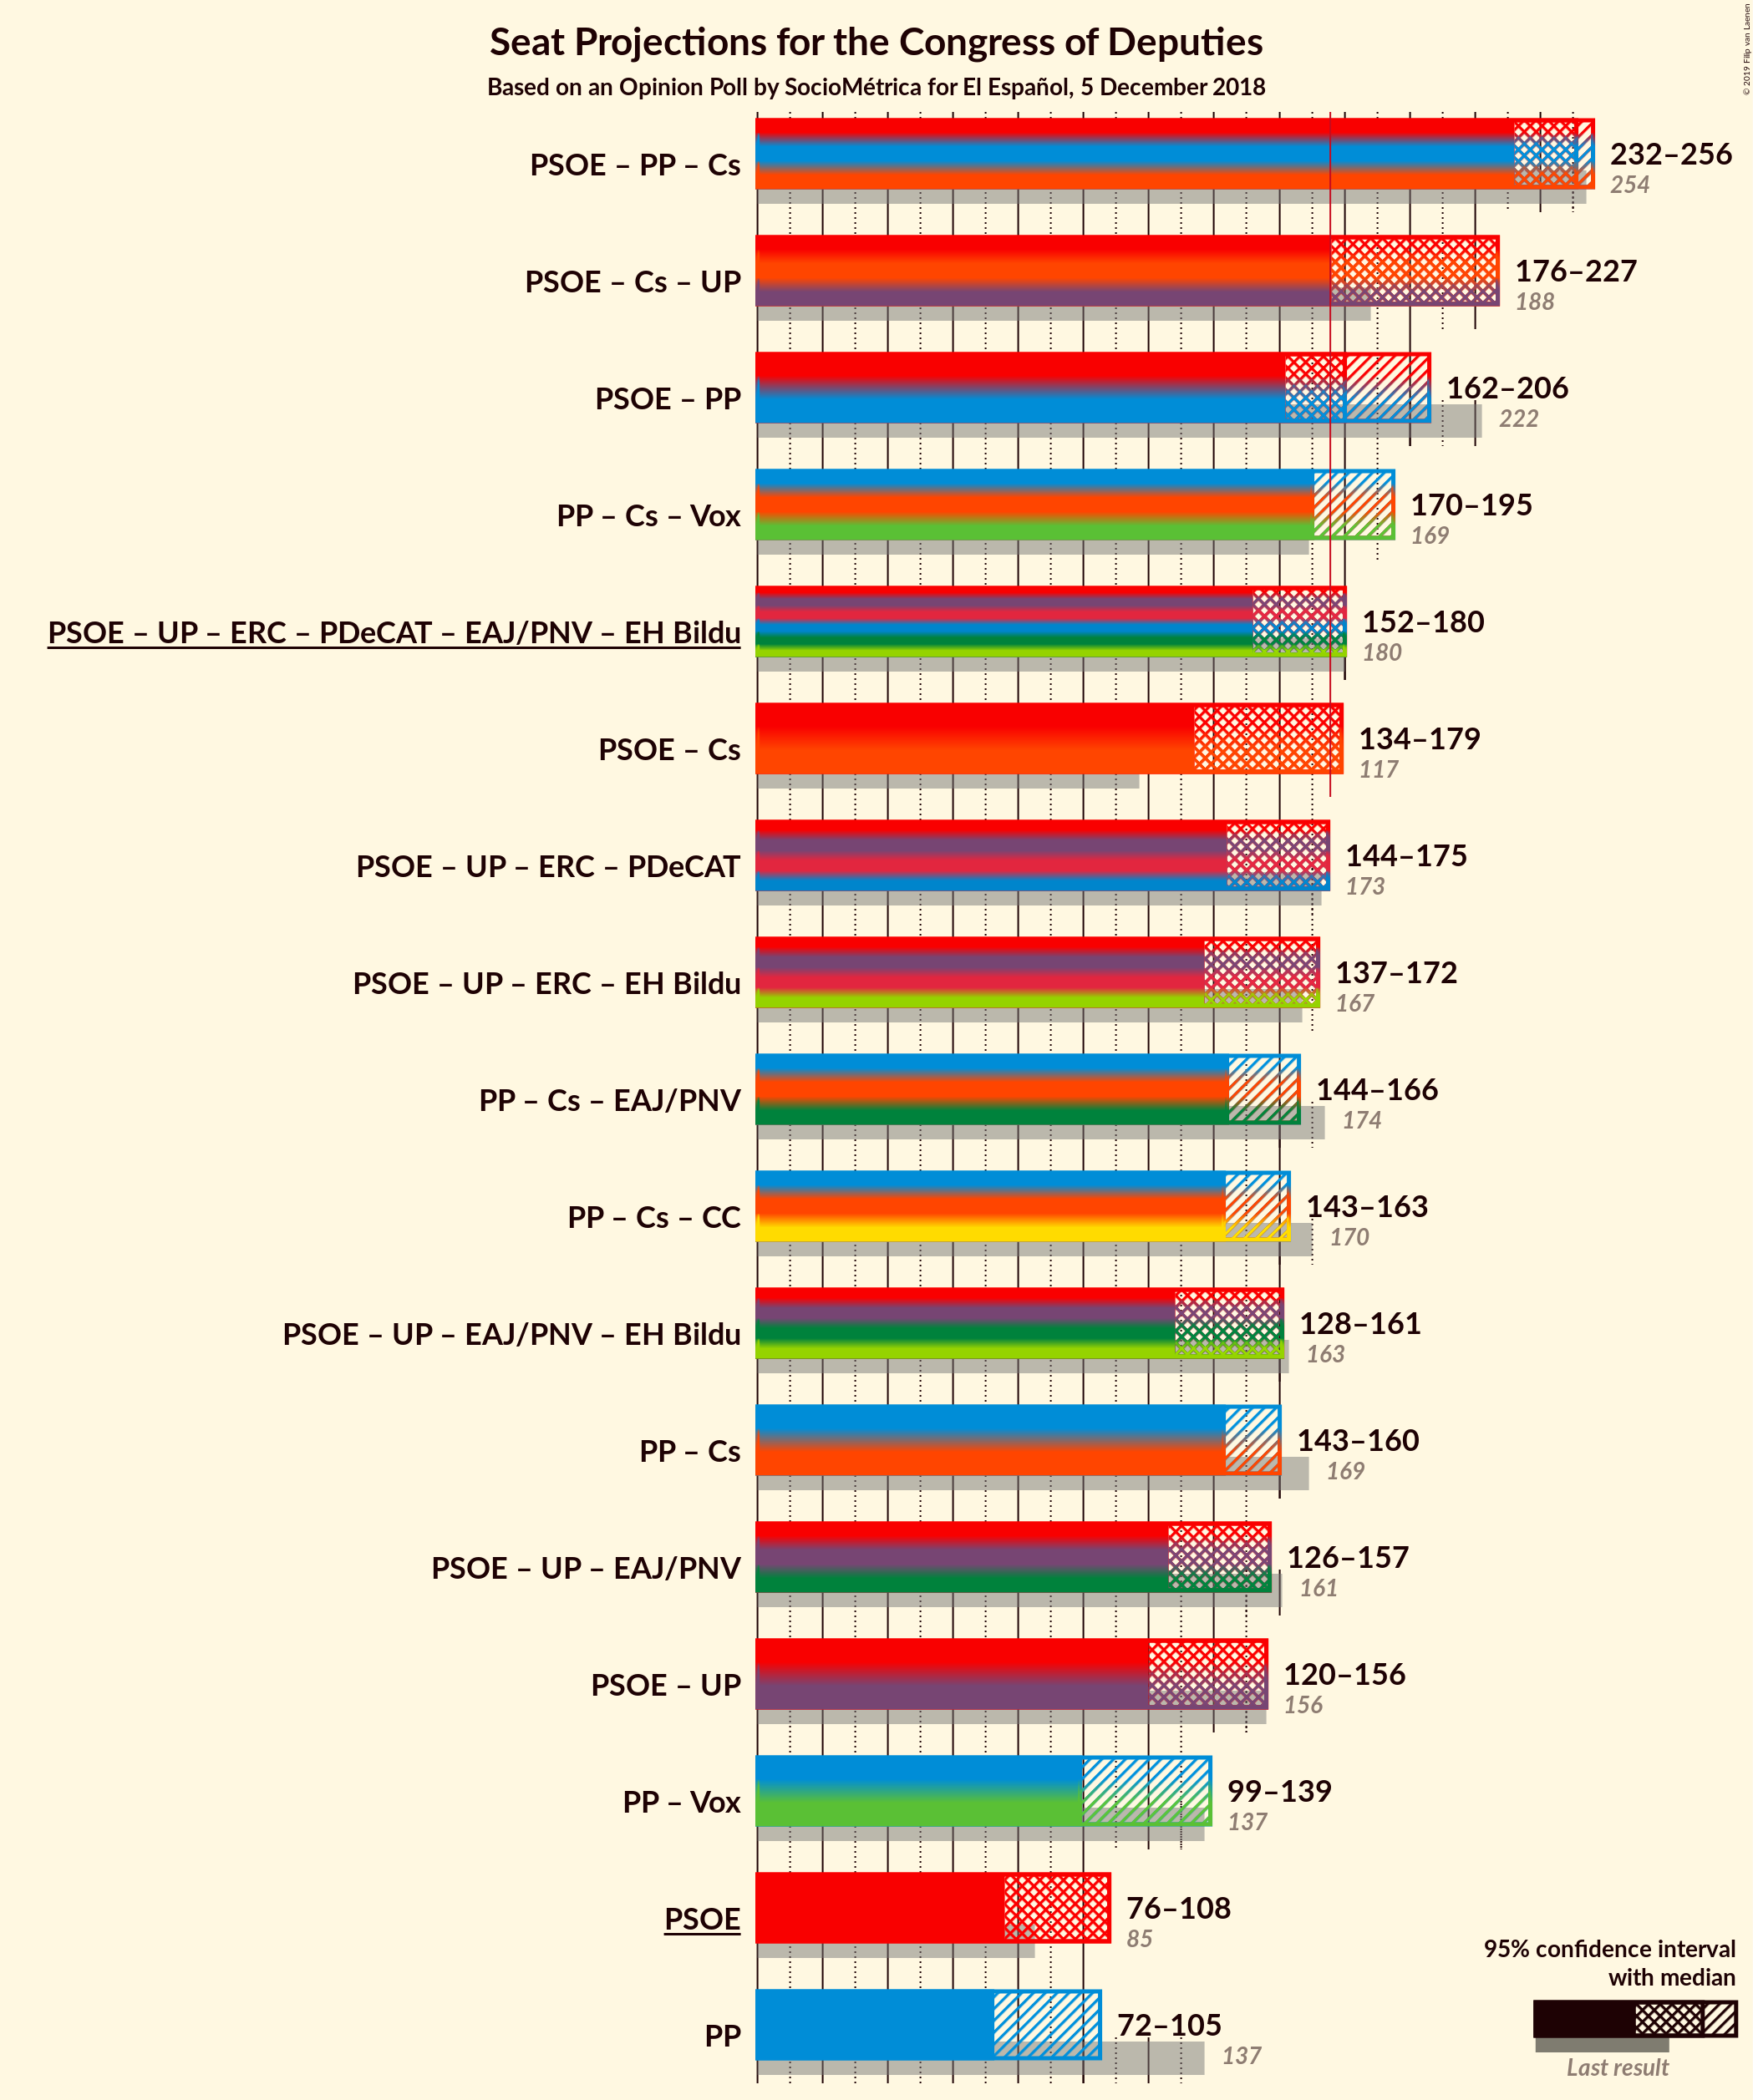 Seat Projections for the Congress of Deputies
Based on an Opinion Poll by SocioMétrica for El Español, 5 December 2018
© 2019 Filip van Laenen
PSOE – PP – Cs
232–256
254
PSOE – Cs – UP
176–227
188
PSOE – PP
162–206
222
PP – Cs – Vox
170–195
169
PSOE – UP – ERC – PDeCAT – EAJ/PNV – EH Bildu
152–180
180
PSOE – Cs
134–179
117
PSOE – UP – ERC – PDeCAT
144–175
173
PSOE – UP – ERC – EH Bildu
137–172
167
PP – Cs – EAJ/PNV
144–166
174
PP – Cs – CC
143–163
170
PSOE – UP – EAJ/PNV – EH Bildu
128–161
163
PP – Cs
143–160
169
PSOE – UP – EAJ/PNV
126–157
161
PSOE – UP
120–156
156
PP – Vox
99–139
137
PSOE
76–108
85
PP
72–105
137
95% confidence interval
with median
Last result